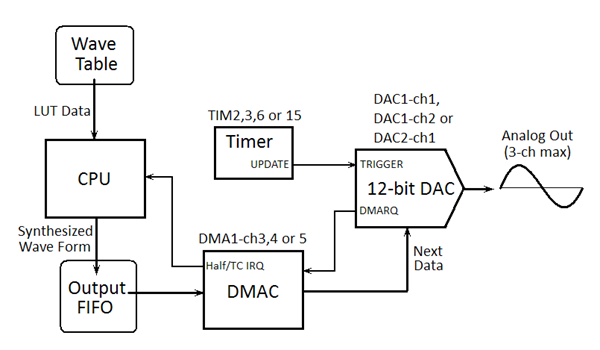 Wave
Table
LUT Data
CPU
Synthesized
Wave Form
Output
FIFO
TIM2,3,6 or 15
Timer
UPDATE
DMA1-ch3,4 or 5
Half/TC IRQ
DMAC
DAC1-ch1,
DAC1-ch2 or
DAC2-ch1
TRIGGER
12-bit DAC
DMARQ
Next
Data
Analog Out
(3-ch max)